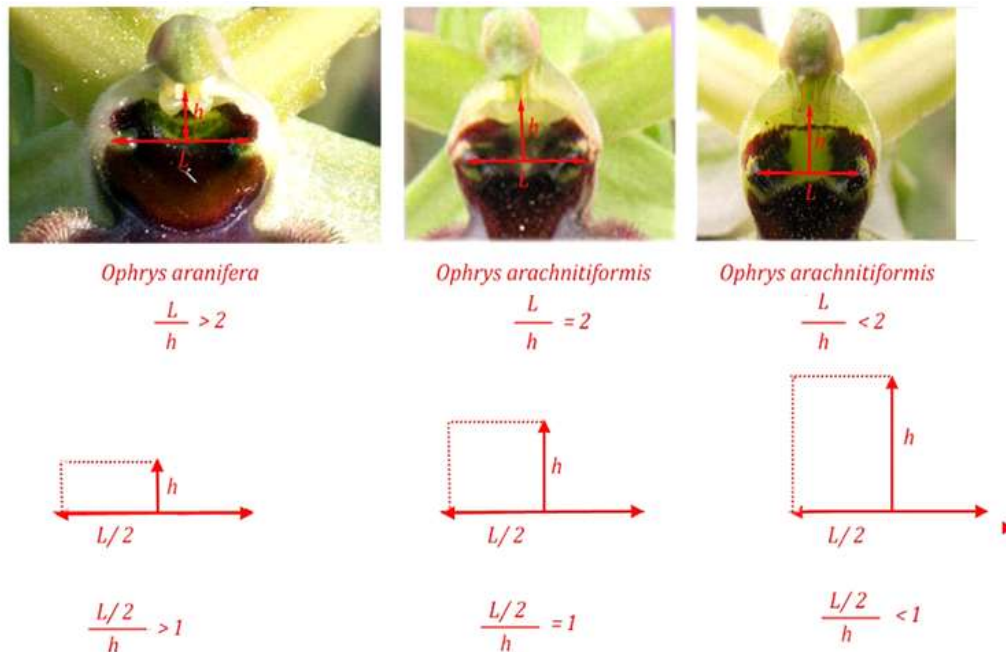 h
L
h
L
h
L
Ophrys aranifera
Ophrys arachnitiformis
Ophrys arachnitiformis
L
h
> 2
L
h
= 2
L
h
< 2
h
L/2
h
L/2
h
L/2
L/2
h
> 1
L/2
h
= 1
L/2
h
< 1